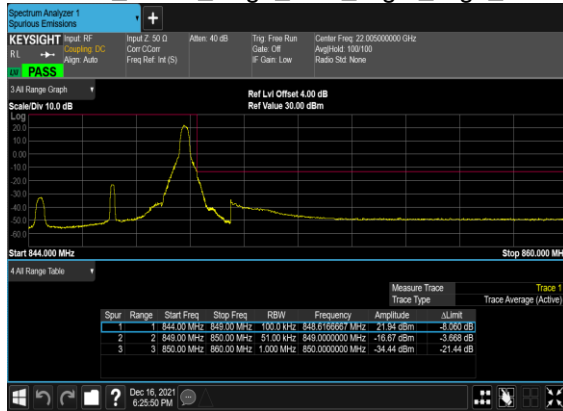 Spectrum Analyzer 1
Spurious Emissions
+
KEYSIGHT Input: RF Input Z: 50 Ω Atten: 40 dB Trig: Free Run Center Freq: 22.005000000 GHz
RL Coupling: DC Corr CCorr Gate: Off Avg|Hold: 100/100
Align: Auto Freq Ref: Int (S) IF Gain: Low Radio Std: None
PASS
3 All Range Graph Ref Lvl Offset 4.00 dB
Scale/Div 10.0 dB Ref Value 30.00 dBm
Log
20.0
10.0
0.00
-10.0
-20.0
-30.0
-40.0
-50.0
-60.0
Start 844.000 MHz Stop 860.000 MH
4 All Range Table
Measure Trace Trace 1
Trace Type Trace Average (Active)
Spur Range Start Freq Stop Freq RBW Frequency Amplitude ΔLimit
1 1 844.00 MHz 849.00 MHz 100.0 kHz 848.6166667 MHz 21.94 dBm -8.060 dB
2 2 849.00 MHz 850.00 MHz 51.00 kHz 849.0000000 MHz -16.67 dBm -3.668 dB
3 3 850.00 MHz 860.00 MHz 1.000 MHz 850.0000000 MHz -34.44 dBm -21.44 dB
? Dec 16, 2021
6:25:50 PM